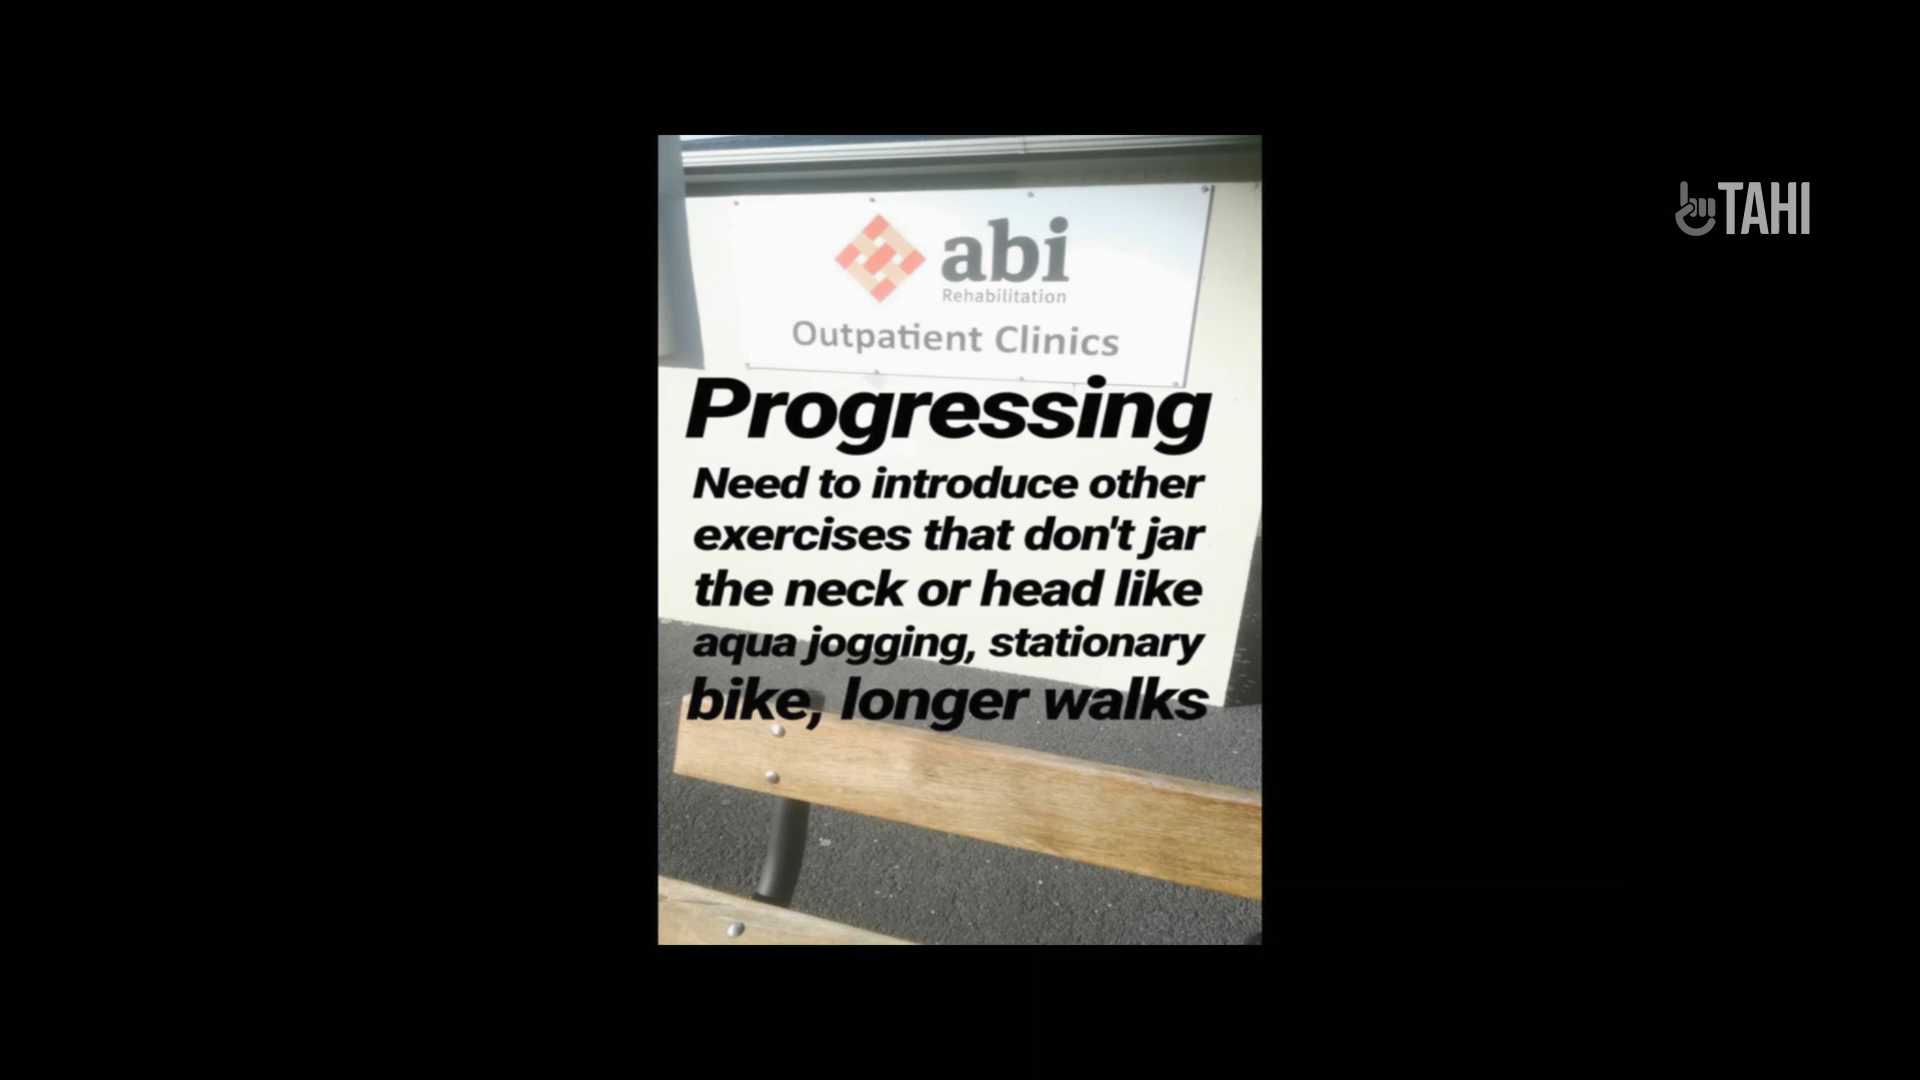 TAHI
abi
Rehabilitation
Outpatient Clinics
Progressing
Need to introduce other
exercises that don't jar
the neck or head like
aqua jogging, stationary
bike, longer walks